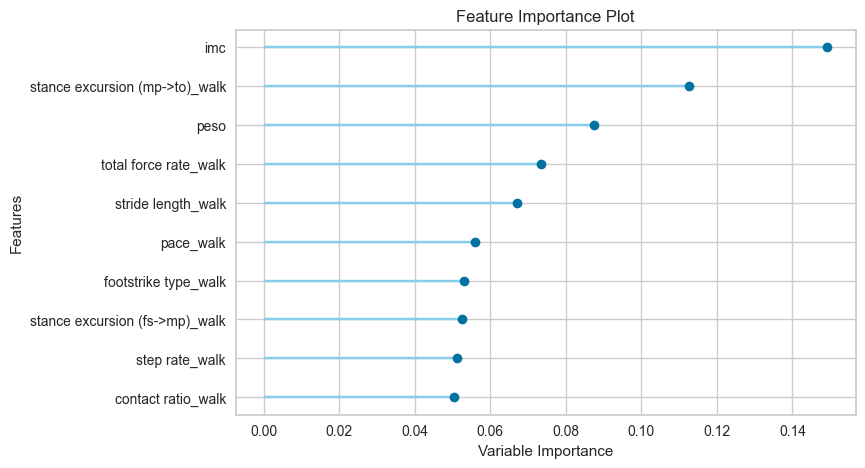 Feature Importance Plot
Features
imc
stance excursion (mp->to)_walk
peso
total force rate_walk
stride length_walk
pace_walk
footstrike type_walk
stance excursion (fs->mp)_walk
step rate_walk
contact ratio_walk
0.00 0.02 0.04 0.06 0.08 0.10 0.12 0.14
Variable Importance